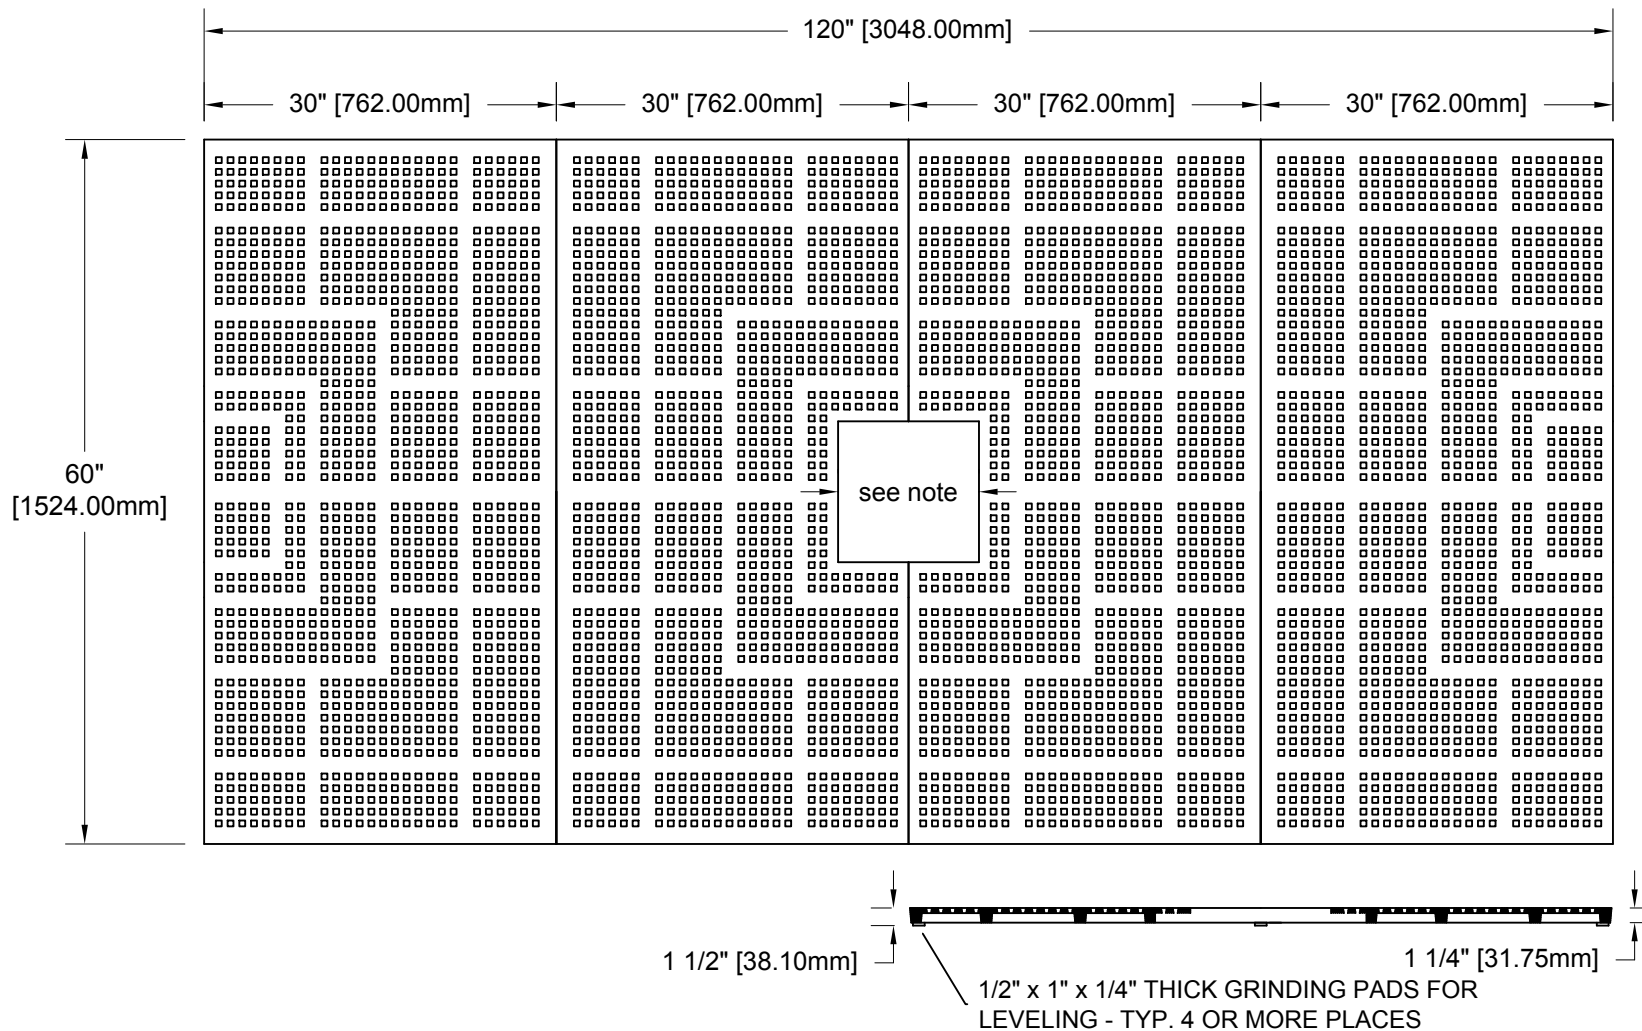 120" [3048.00mm]
30" [762.00mm] 30" [762.00mm] 30" [762.00mm] 30" [762.00mm]
60"
[1524.00mm]
see note
1 1/2" [38.10mm]
1 1/4" [31.75mm]
1/2" x 1" x 1/4" THICK GRINDING PADS FOR
LEVELING - TYP. 4 OR MORE PLACES